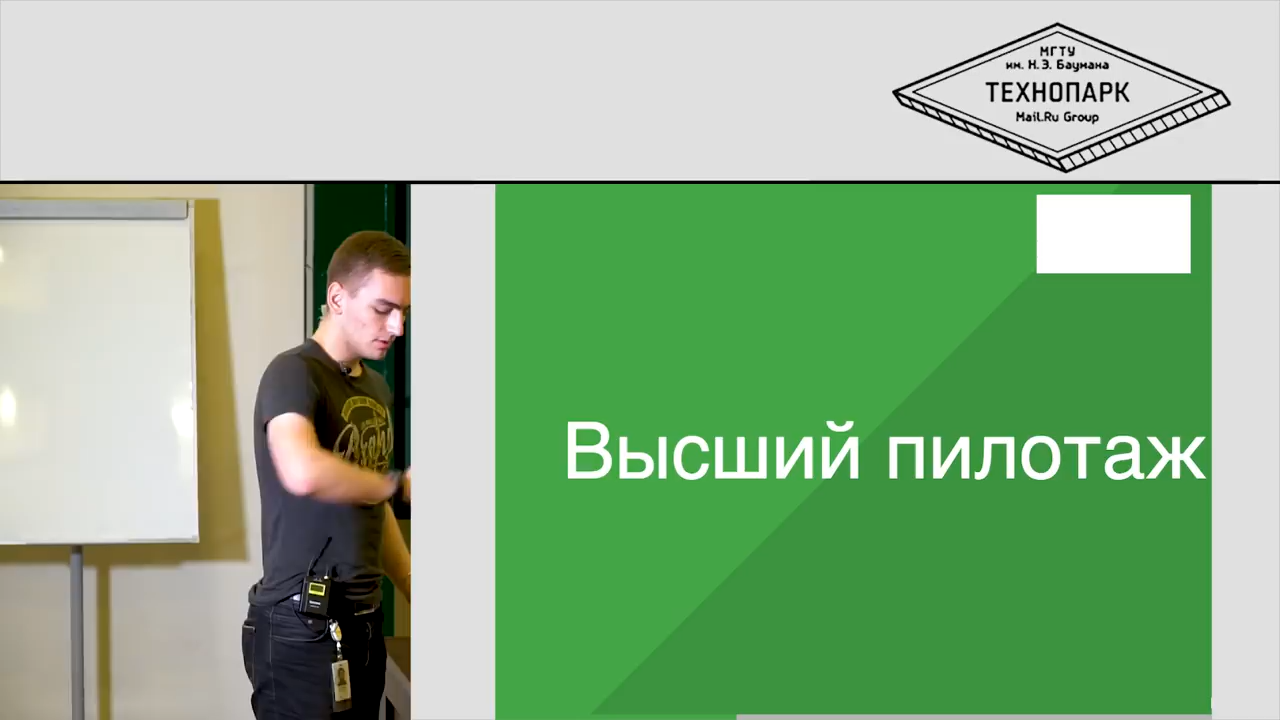 МГТУ
им. Н.Э. Баумана
ТЕХНОПАРК
Mail.Ru Group
Высший пилотаж